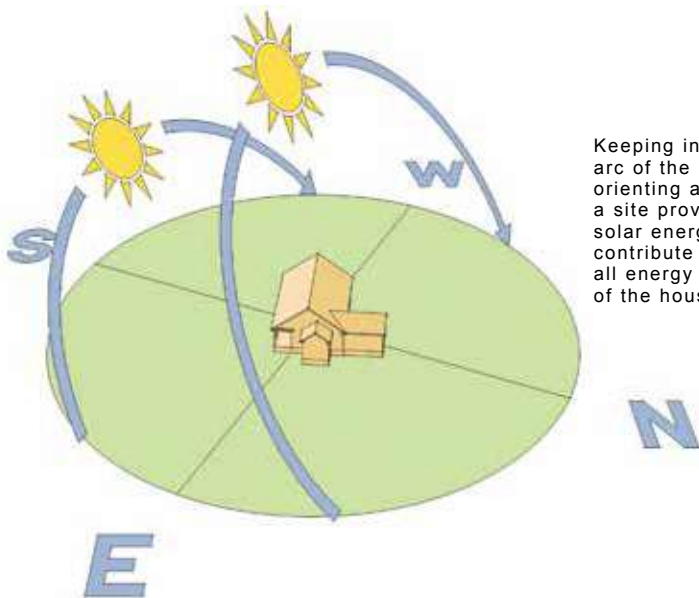 W
S
Keeping in
arc of the
orienting a
a site prov
solar energ
contribute
all energy
of the hous
N
E